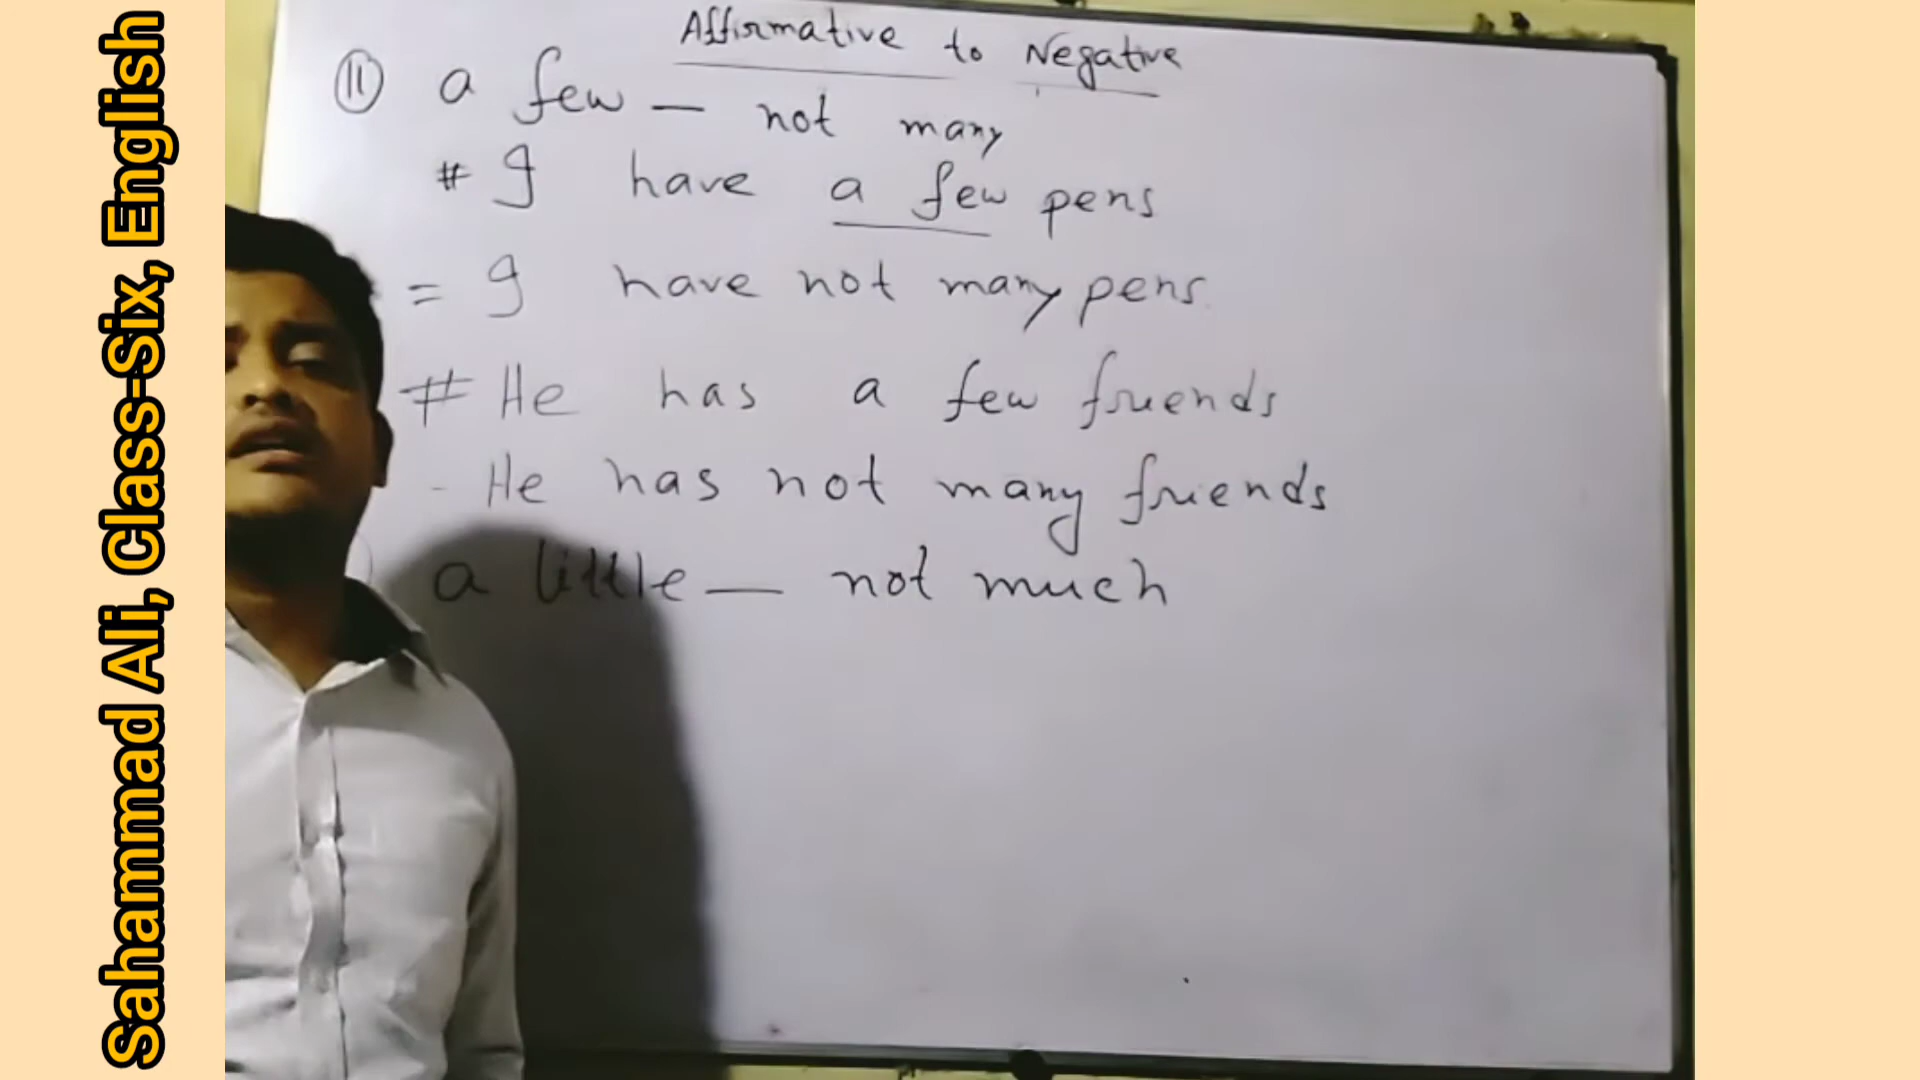 Sahammad Ali, Class-Six, English
Affirmative to Negative
11 a few — not many
# I have a few pens
= I have not many pens
# He has a few friends
- He has not many friends
a little — not much